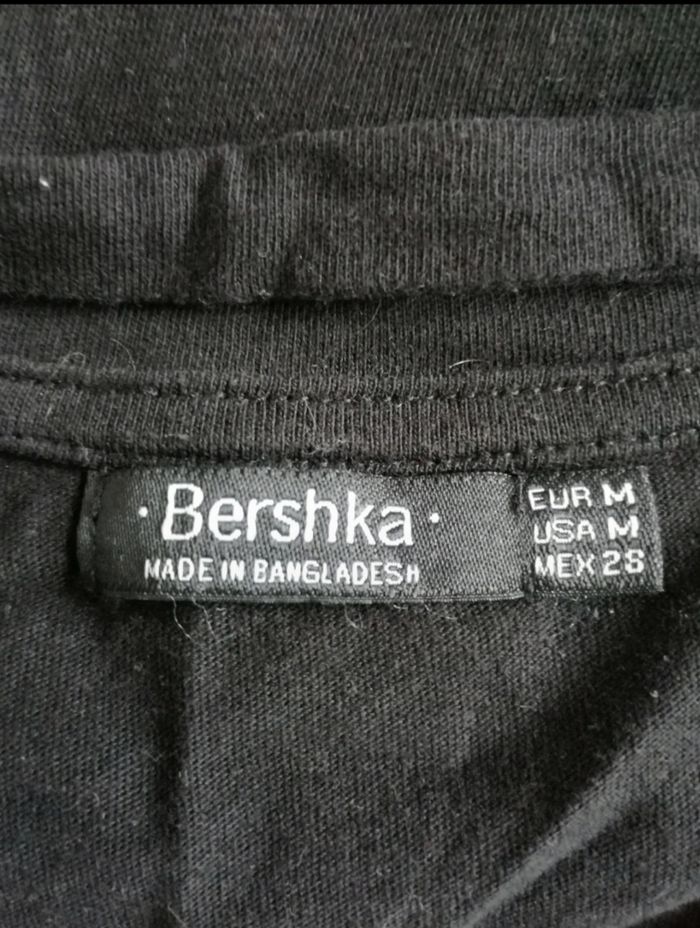 · Bershka ·
MADE IN BANGLADESH
EUR M
USA M
MEX 28